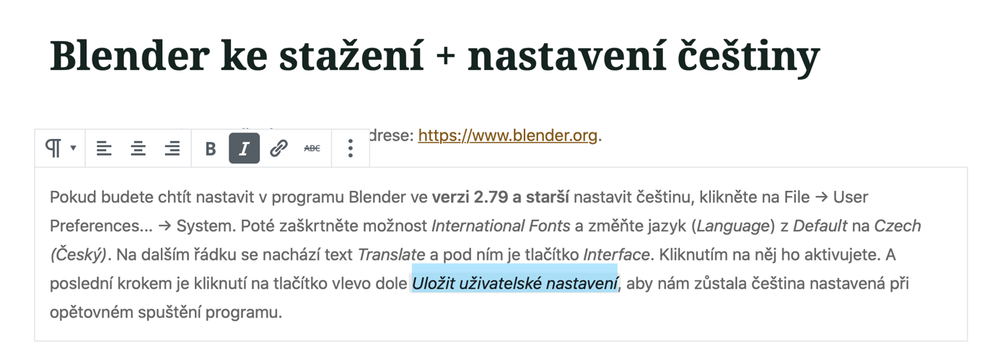 Blender ke stažení + nastavení češtiny
drese: https://www.blender.org.
B I ABC
Pokud budete chtít nastavit v programu Blender ve verzi 2.79 a starší nastavit češtinu, klikněte na File → User
Preferences... → System. Poté zaškrtněte možnost International Fonts a změňte jazyk (Language) z Default na Czech
(Český). Na dalším řádku se nachází text Translate a pod ním je tlačítko Interface. Kliknutím na něj ho aktivujete. A
poslední krokem je kliknutí na tlačítko vlevo dole Uložit uživatelské nastavení, aby nám zůstala čeština nastavená při
opětovném spuštění programu.